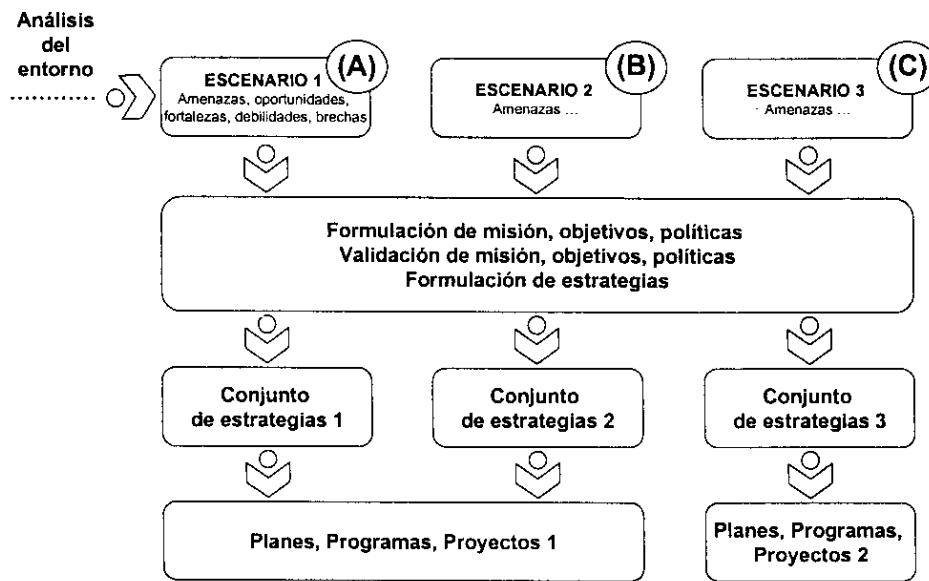 Análisis
del
entorno
(A)
ESCENARIO 1
Amenazas, oportunidades,
fortalezas, debilidades, brechas
(B)
ESCENARIO 2
Amenazas ...
(C)
ESCENARIO 3
Amenazas ...
Formulación de misión, objetivos, políticas
Validación de misión, objetivos, políticas
Formulación de estrategias
Conjunto
de estrategias 1
Conjunto
de estrategias 2
Conjunto
de estrategias 3
Planes, Programas, Proyectos 1
Planes, Programas,
Proyectos 2